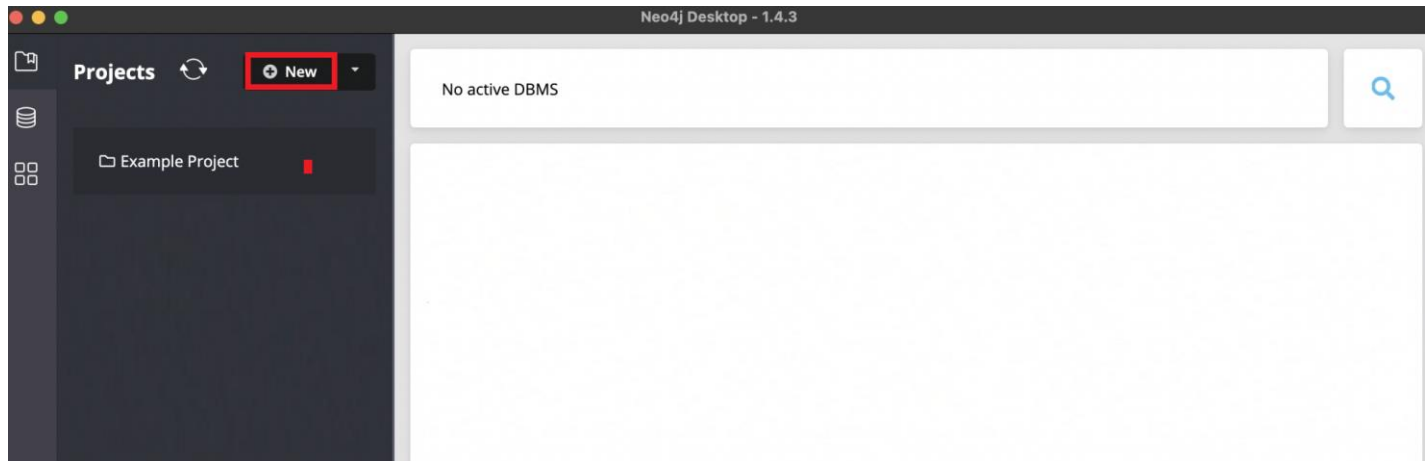 Neo4j Desktop - 1.4.3
Projects
New
No active DBMS
Example Project